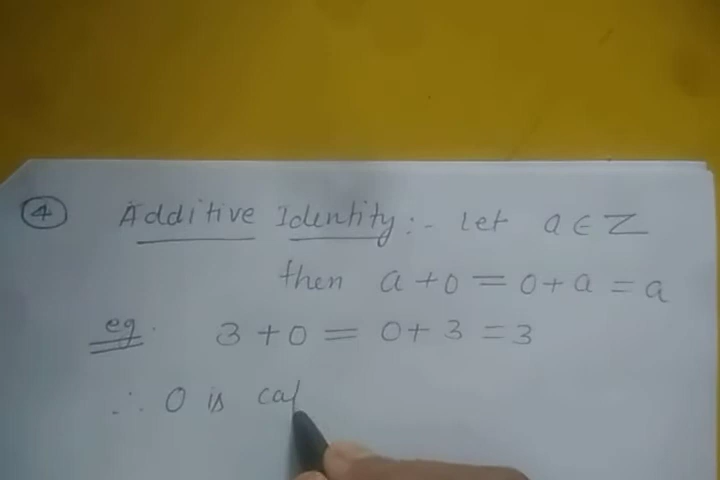 4 Additive Identity :- Let a ∈ Z
then a + 0 = 0 + a = a
eg. 3 + 0 = 0 + 3 = 3
∴ 0 is cal